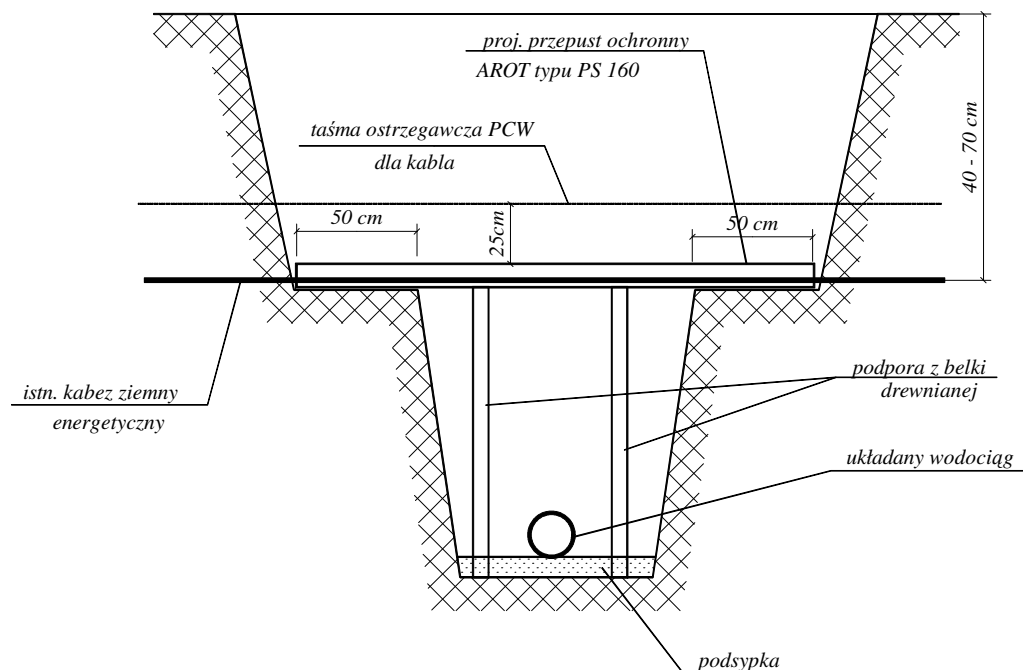 proj. przepust ochronny
AROT typu PS 160
taśma ostrzegawcza PCW
dla kabla
40 - 70 cm
50 cm
25cm
50 cm
istn. kabez ziemny
energetyczny
podpora z belki
drewnianej
układany wodociąg
podsypka